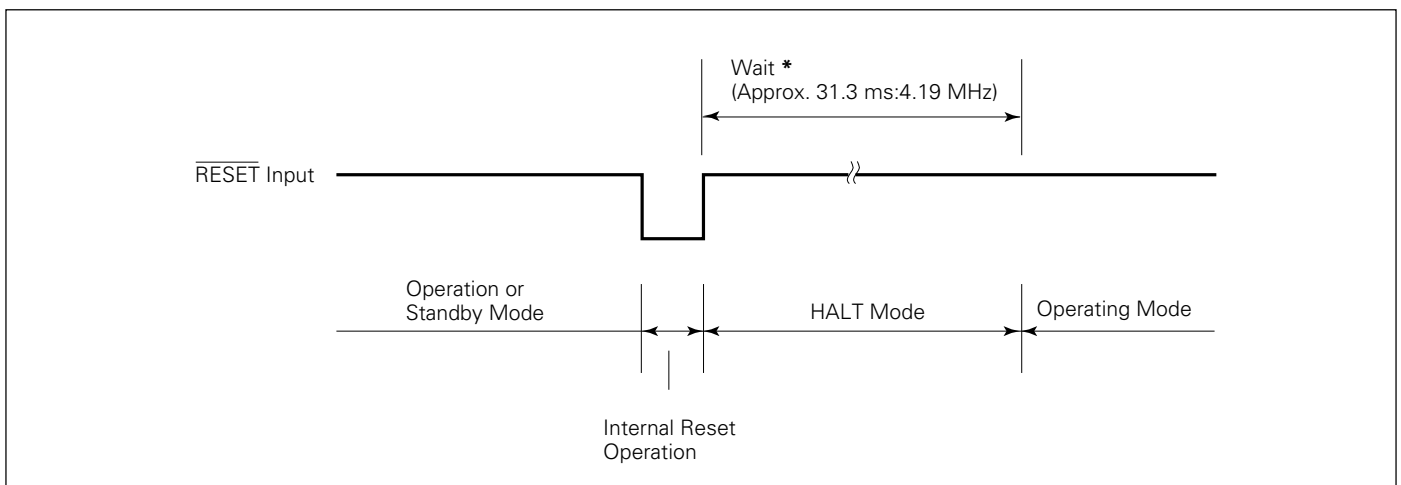 Wait *
(Approx. 31.3 ms:4.19 MHz)
RESET Input
Operation or
Standby Mode
HALT Mode
Operating Mode
Internal Reset
Operation